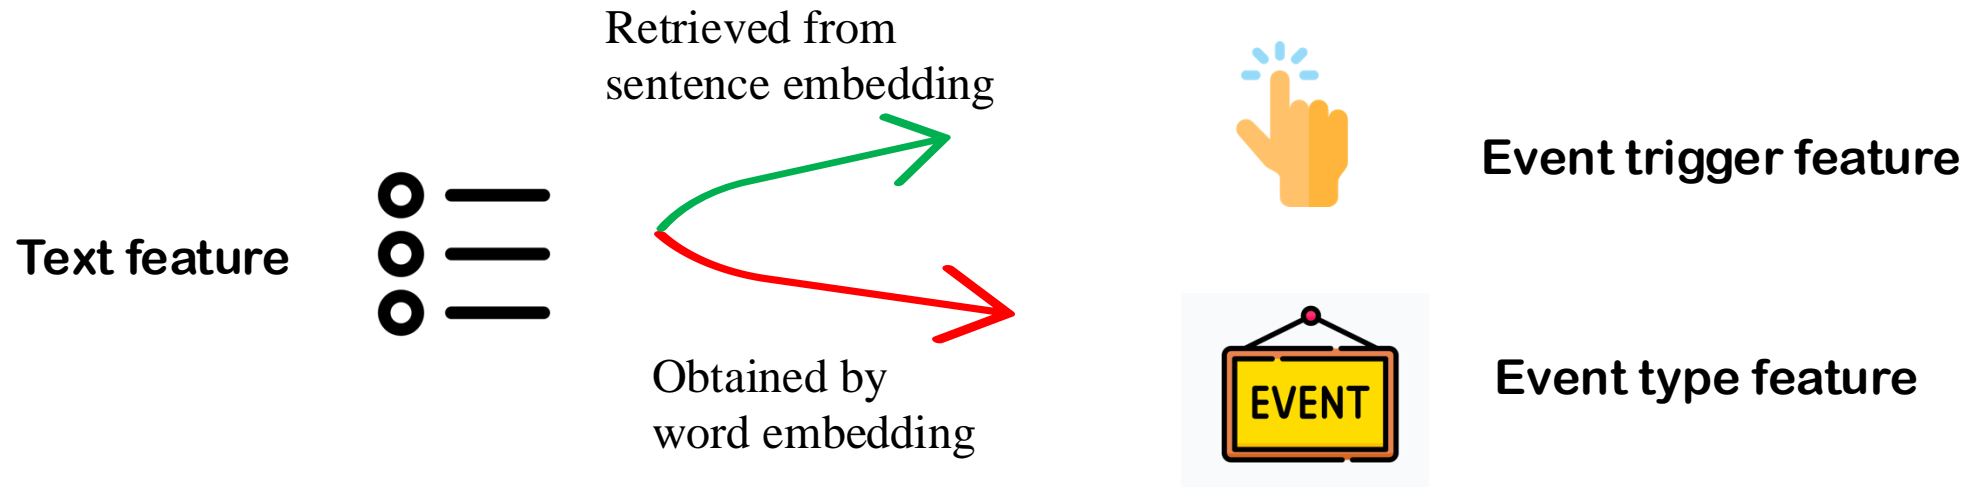 Retrieved from
sentence embedding
Event trigger feature
Text feature
Obtained by
word embedding
EVENT
Event type feature